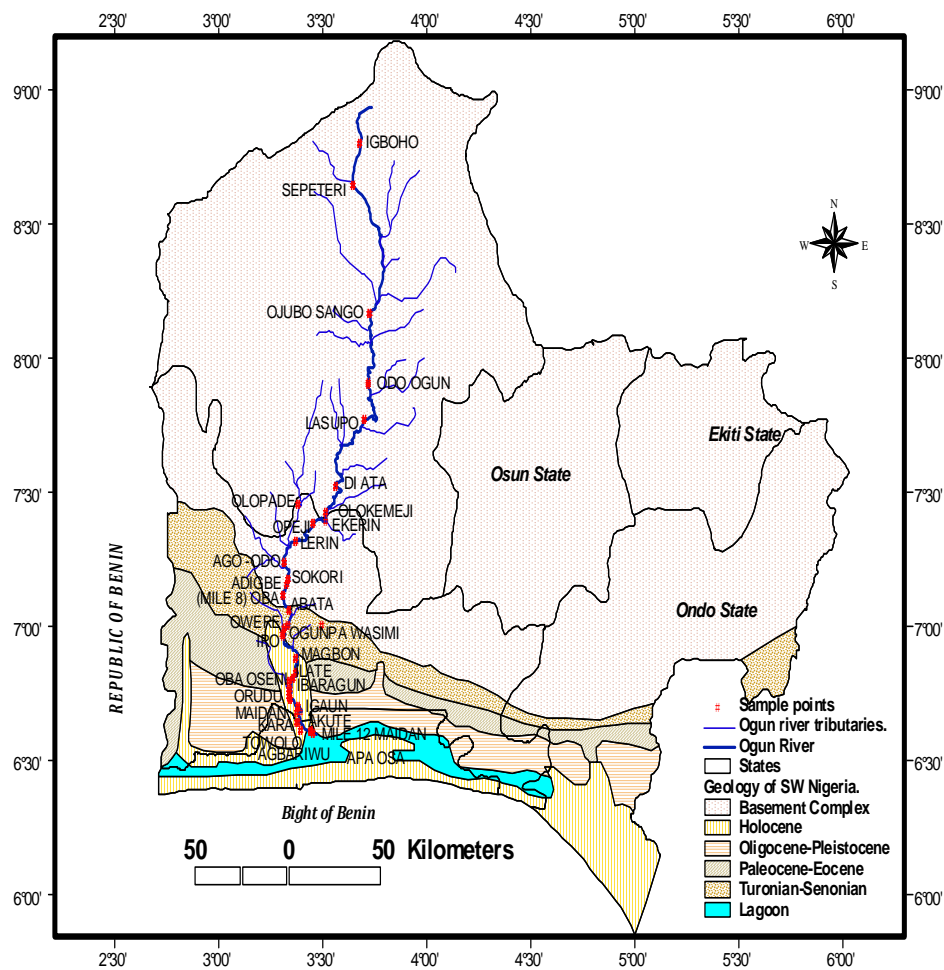 2°30' 3°00' 3°30' 4°00' 4°30' 5°00' 5°30' 6°00'
9°00' 9°00'
IGBOHO
SEPETERI
8°30' 8°30'
N
W E
S
OJUBO SANGO
8°00' 8°00'
ODO OGUN
LASUPO
Ekiti State
Osun State
7°30' DI ATA 7°30'
OLOPADE
OLOKEMEJI
OPEJI EKERIN
LERIN
AGO-ODO
SOKORI
ADIGBE
(MILE 8) OBA
ABATA
Ondo State
REPUBLIC OF BENIN
7°00' OWERE 7°00'
OGUNPA WASIMI
IRO
MAGBON
LATE
OBA OSENI
IBARAGUN
ORUDU
IGAUN
MAIDAN
AKUTE
KARA
MILE 12 MAIDAN
TOWOLO
AGBARIWU
APA OSA
6°30' 6°30'
Bight of Benin
50 0 50 Kilometers
6°00' 6°00'
Sample points
Ogun river tributaries.
Ogun River
States
Geology of SW Nigeria.
Basement Complex
Holocene
Oligocene-Pleistocene
Paleocene-Eocene
Turonian-Senonian
Lagoon
2°30' 3°00' 3°30' 4°00' 4°30' 5°00' 5°30' 6°00'